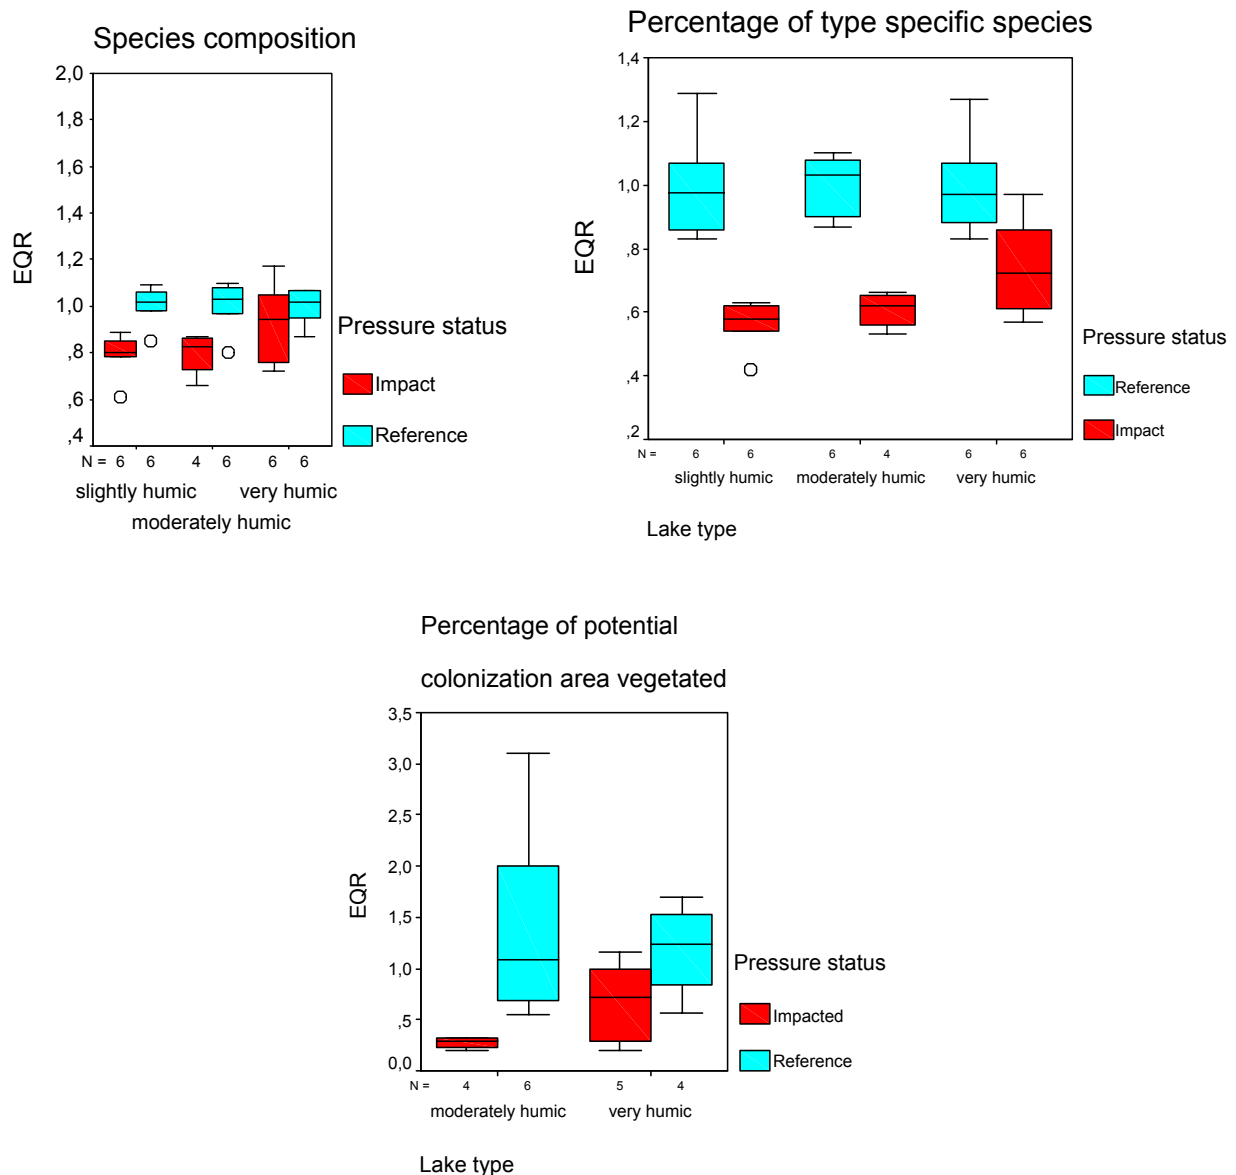 Species composition
2,0
1,8
1,6
1,4
1,2
1,0
,8
,6
,4
EQR
N = 6 6 4 6 6 6
slightly humic very humic
moderately humic
Pressure status
Impact
Reference
Percentage of type specific species
1,4
1,2
1,0
,8
,6
,4
,2
EQR
N = 6 6 6 4 6 6
slightly humic moderately humic very humic
Lake type
Pressure status
Reference
Impact
Percentage of potential
colonization area vegetated
3,5
3,0
2,5
2,0
1,5
1,0
,5
0,0
EQR
N = 4 6 5 4
moderately humic very humic
Lake type
Pressure status
Impacted
Reference